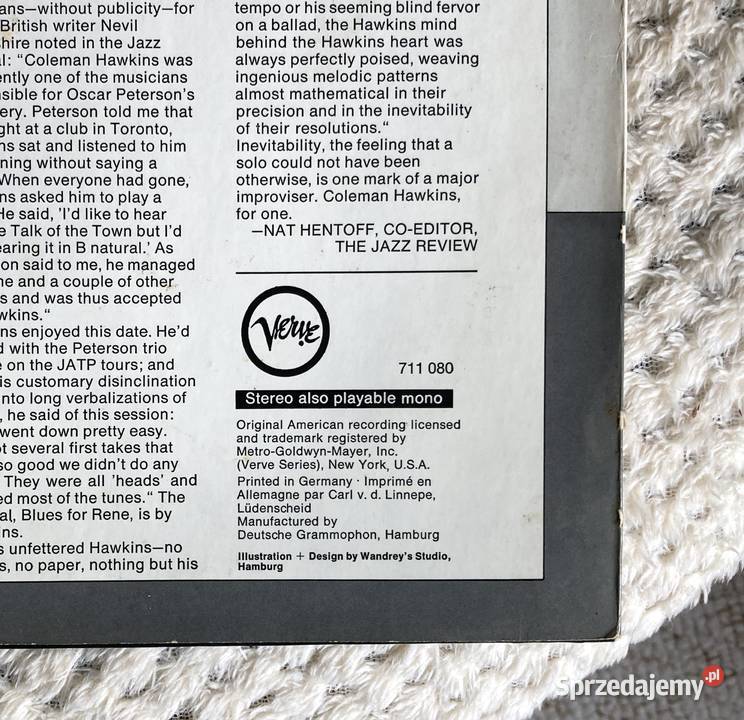 ans—without publicity—for
British writer Nevil
hire noted in the Jazz
al: “Coleman Hawkins was
ently one of the musicians
nsible for Oscar Peterson’s
ery. Peterson told me that
ght at a club in Toronto,
ns sat and listened to him
ning without saying a
When everyone had gone,
ns asked him to play a
He said, 'I'd like to hear
e Talk of the Town but I'd
earing it in B natural.' As
on said to me, he managed
ne and a couple of other
s and was thus accepted
wkins.“
ns enjoyed this date. He'd
d with the Peterson trio
e on the JATP tours; and
is customary disinclination
into long verbalizations of
, he said of this session:
went down pretty easy.
ot several first takes that
so good we didn't do any
They were all 'heads' and
ed most of the tunes.“ The
al, Blues for Rene, is by
ins.
s unfettered Hawkins—no
s, no paper, nothing but his
tempo or his seeming blind fervor
on a ballad, the Hawkins mind
behind the Hawkins heart was
always perfectly poised, weaving
ingenious melodic patterns
almost mathematical in their
precision and in the inevitability
of their resolutions.“
Inevitability, the feeling that a
solo could not have been
otherwise, is one mark of a major
improviser. Coleman Hawkins,
for one.
—NAT HENTOFF, CO-EDITOR,
THE JAZZ REVIEW
Verve
711 080
Stereo also playable mono
Original American recording licensed
and trademark registered by
Metro-Goldwyn-Mayer, Inc.
(Verve Series), New York, U.S.A.
Printed in Germany · Imprimé en
Allemagne par Carl v. d. Linnepe,
Lüdenscheid
Manufactured by
Deutsche Grammophon, Hamburg
Illustration + Design by Wandrey's Studio,
Hamburg
Sprzedajemy.pl